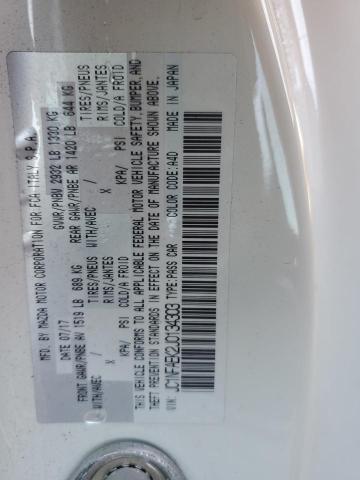 MFD. BY MAZDA MOTOR CORPORATION FOR FCA ITALY S.P.A.
DATE 07/17 GVWR/PNBV 2932 LB 1330 KG
FRONT GAWR/PNBE AV 1519 LB 689 KG REAR GAWR/PNBE AR 1420 LB 644 KG
WITH/AVEC TIRES/PNEUS WITH/AVEC TIRES/PNEUS
X RIMS/JANTES X RIMS/JANTES
KPA/ PSI COLD/A FROID KPA/ PSI COLD/A FROID
THIS VEHICLE CONFORMS TO ALL APPLICABLE FEDERAL MOTOR VEHICLE SAFETY, BUMPER, AND
THEFT PREVENTION STANDARDS IN EFFECT ON THE DATE OF MANUFACTURE SHOWN ABOVE.
VIN: JC1NFAEK2J0134303 COLOR CODE: A4D
TYPE: PASS CAR MADE IN JAPAN